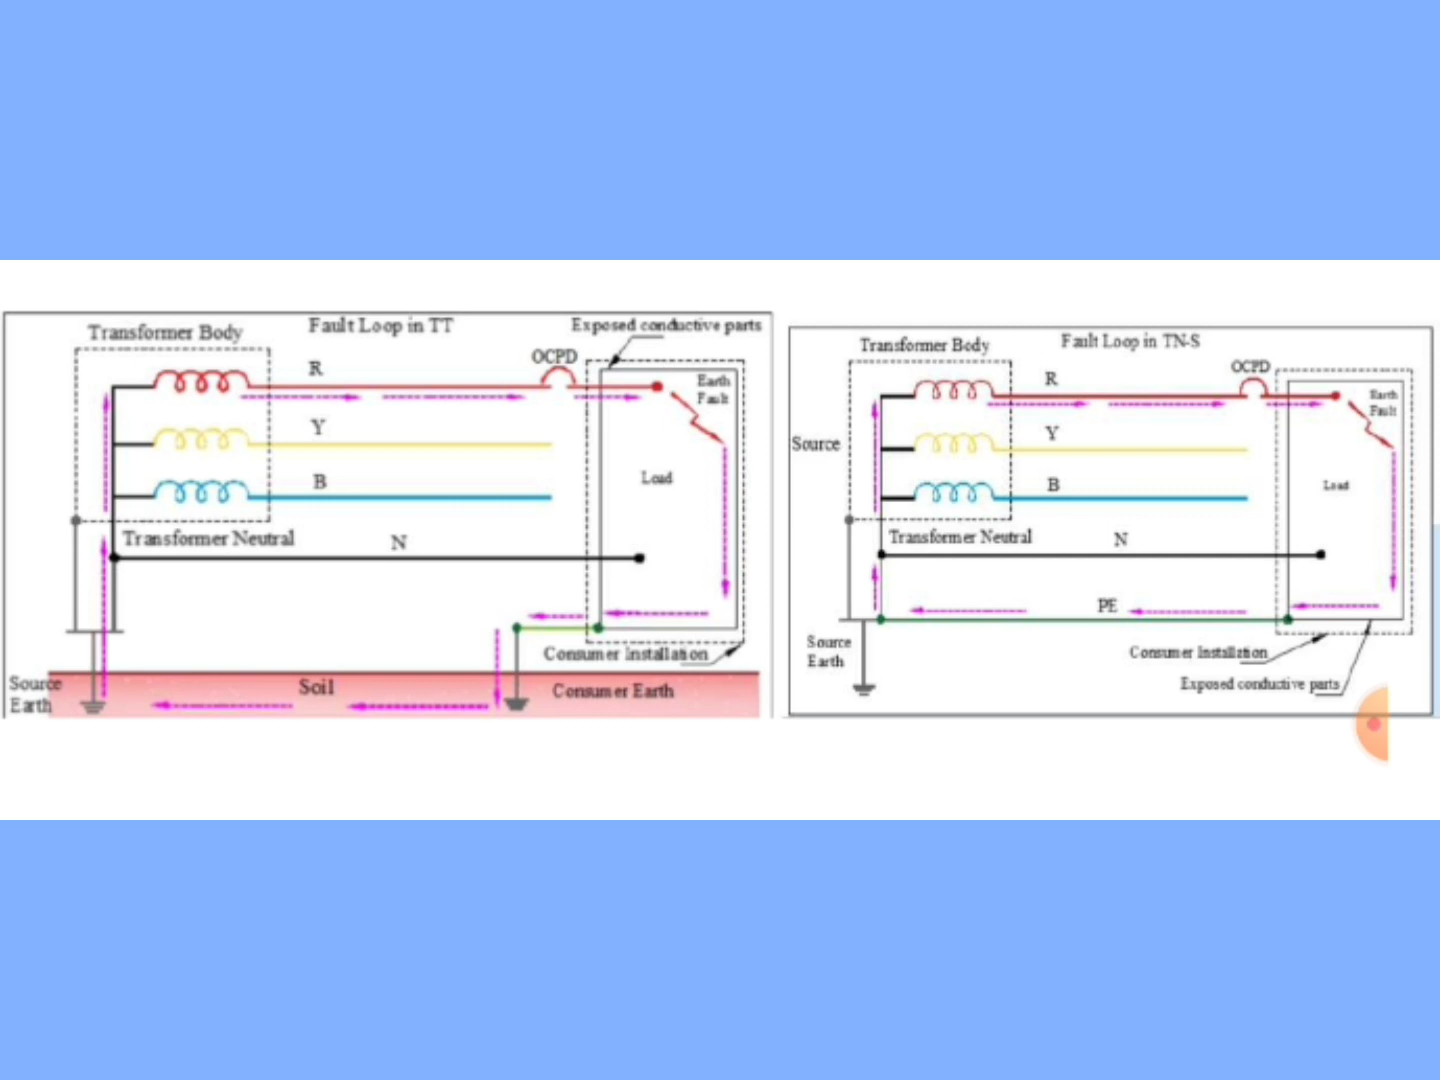 Fault Loop in TT
Transformer Body
Exposed conductive parts
OCPD
R
Earth
Fault
Y
Load
B
Transformer Neutral
N
Consumer Installation
Source
Earth
Soil
Consumer Earth
Fault Loop in TN-S
Transformer Body
OCPD
R
Earth
Fault
Source
Y
Load
B
Transformer Neutral
N
PE
Source
Earth
Consumer Installation
Exposed conductive parts